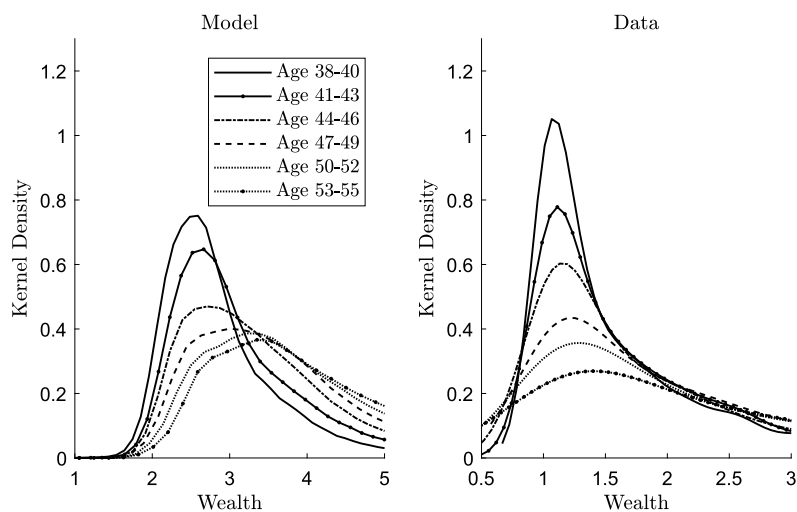 Model
Kernel Density
1.2
1
0.8
0.6
0.4
0.2
0
Age 38-40
Age 41-43
Age 44-46
Age 47-49
Age 50-52
Age 53-55
1 2 3 4 5
Wealth
Data
Kernel Density
1.2
1
0.8
0.6
0.4
0.2
0
0.5 1 1.5 2 2.5 3
Wealth